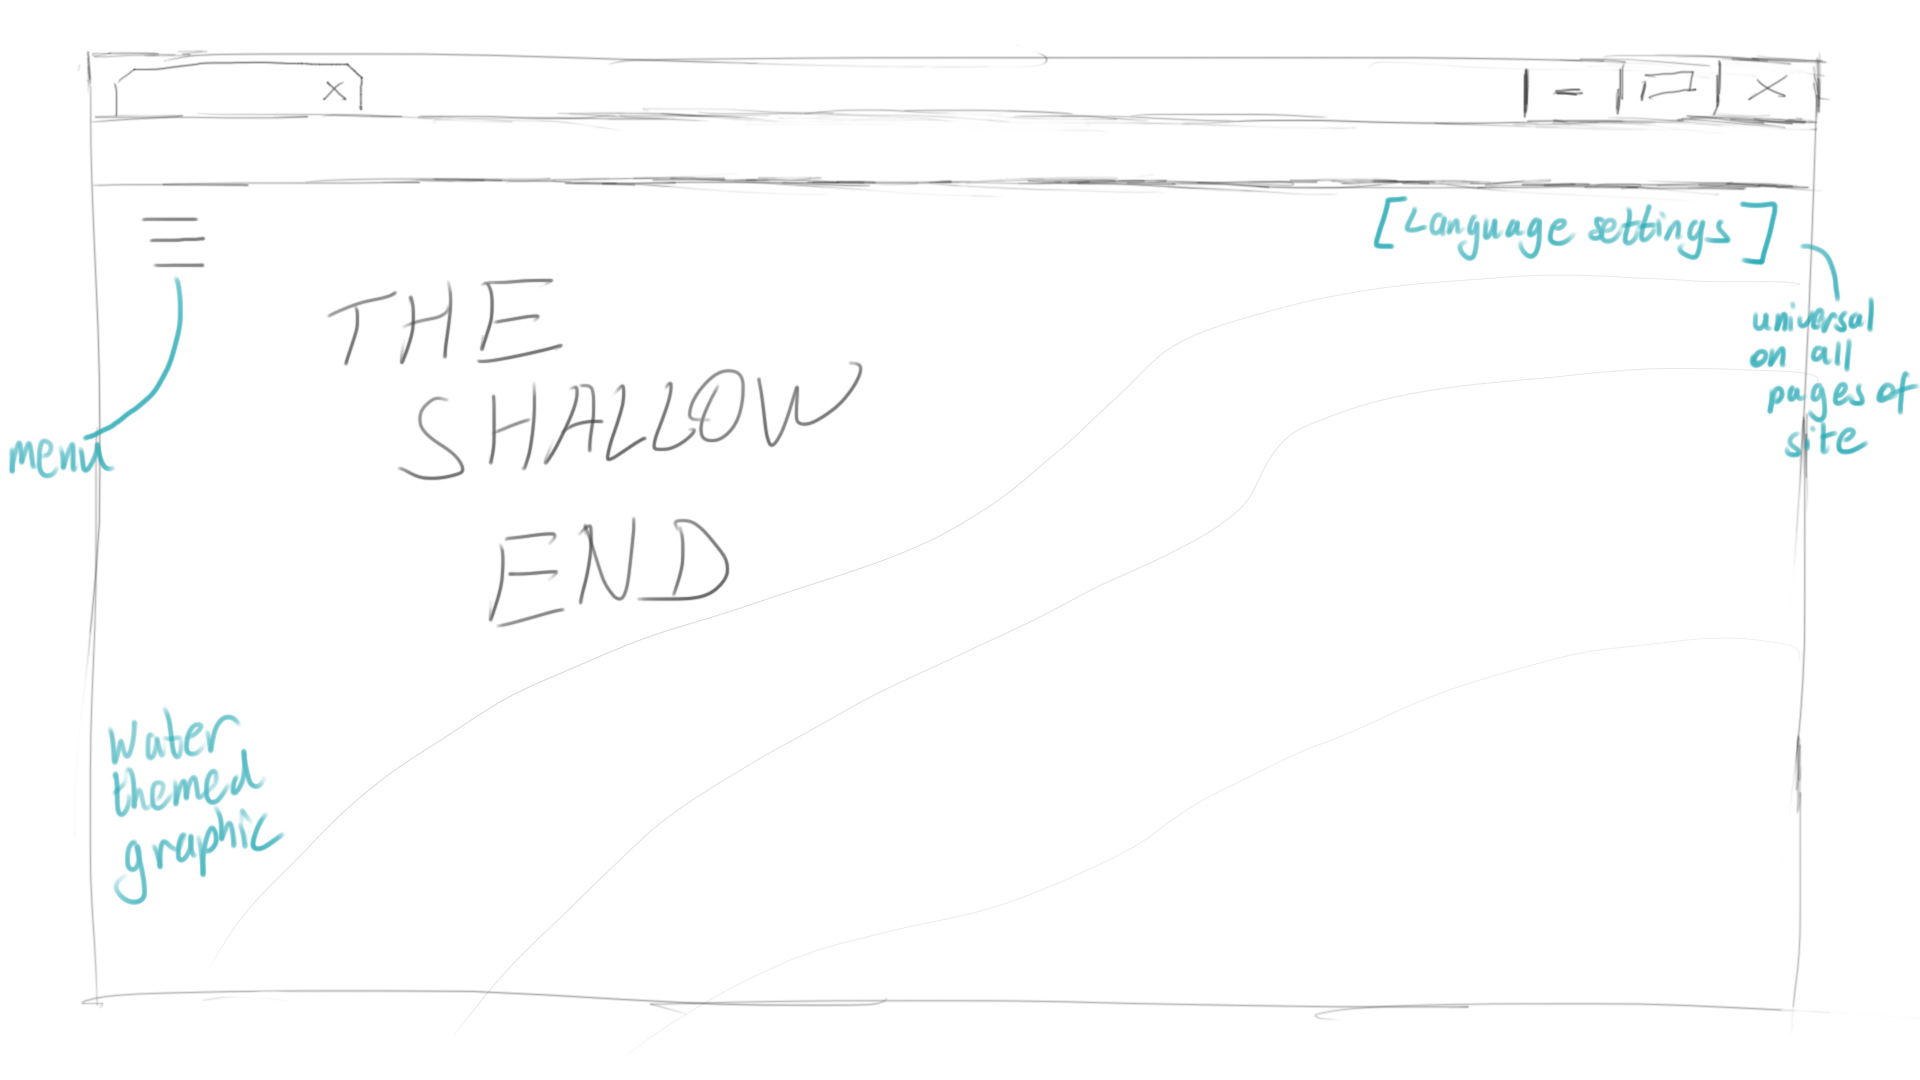 [Language settings]
THE
SHALLOW
END
menu
universal
on all
pages of
site
Water
themed
graphic